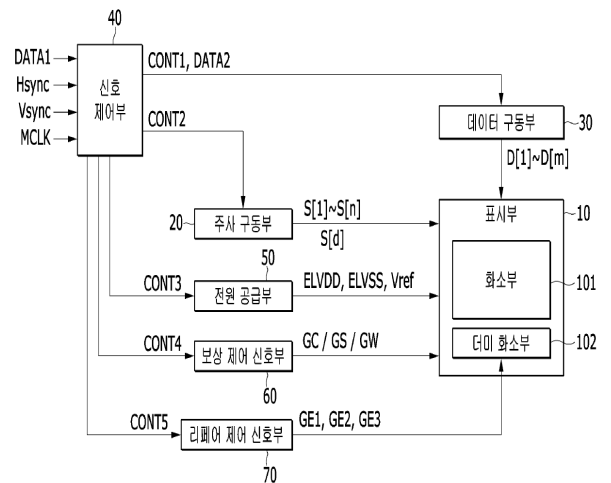 40
DATA1
Hsync
Vsync
MCLK
신호
제어부
CONT1, DATA2
CONT2
데이터 구동부
30
D[1]~D[m]
20
주사 구동부
S[1]~S[n]
S[d]
표시부
10
50
CONT3
전원 공급부
ELVDD, ELVSS, Vref
화소부
101
CONT4
보상 제어 신호부
GC / GS / GW
더미 화소부
102
60
CONT5
리페어 제어 신호부
GE1, GE2, GE3
70